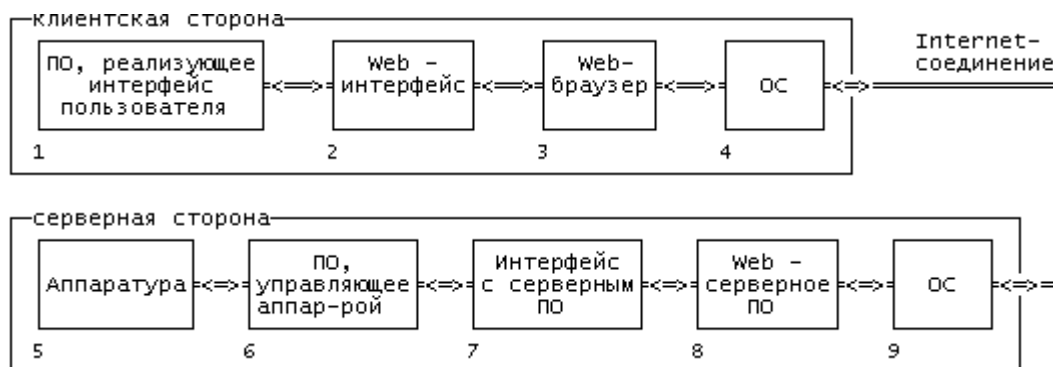 клиентская сторона
ПО, реализующее
интерфейс
пользователя
Web -
интерфейс
Web-
браузер
ОС
Internet-
соединение
1
2
3
4
серверная сторона
Аппаратура
ПО,
управляющее
аппар-рой
Интерфейс
с серверным
ПО
Web -
серверное
ПО
ОС
5
6
7
8
9